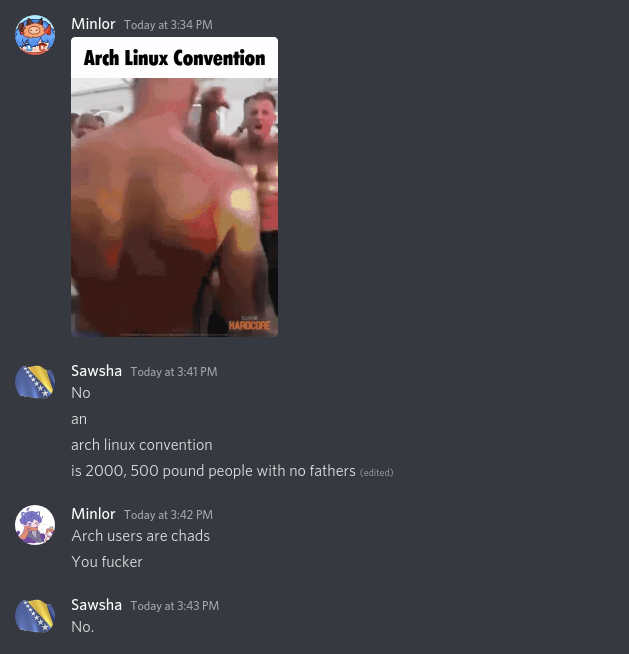 Minlor Today at 3:34 PM
Arch Linux Convention
HARDCORE
Sawsha Today at 3:41 PM
No
an
arch linux convention
is 2000, 500 pound people with no fathers (edited)
Minlor Today at 3:42 PM
Arch users are chads
You fucker
Sawsha Today at 3:43 PM
No.